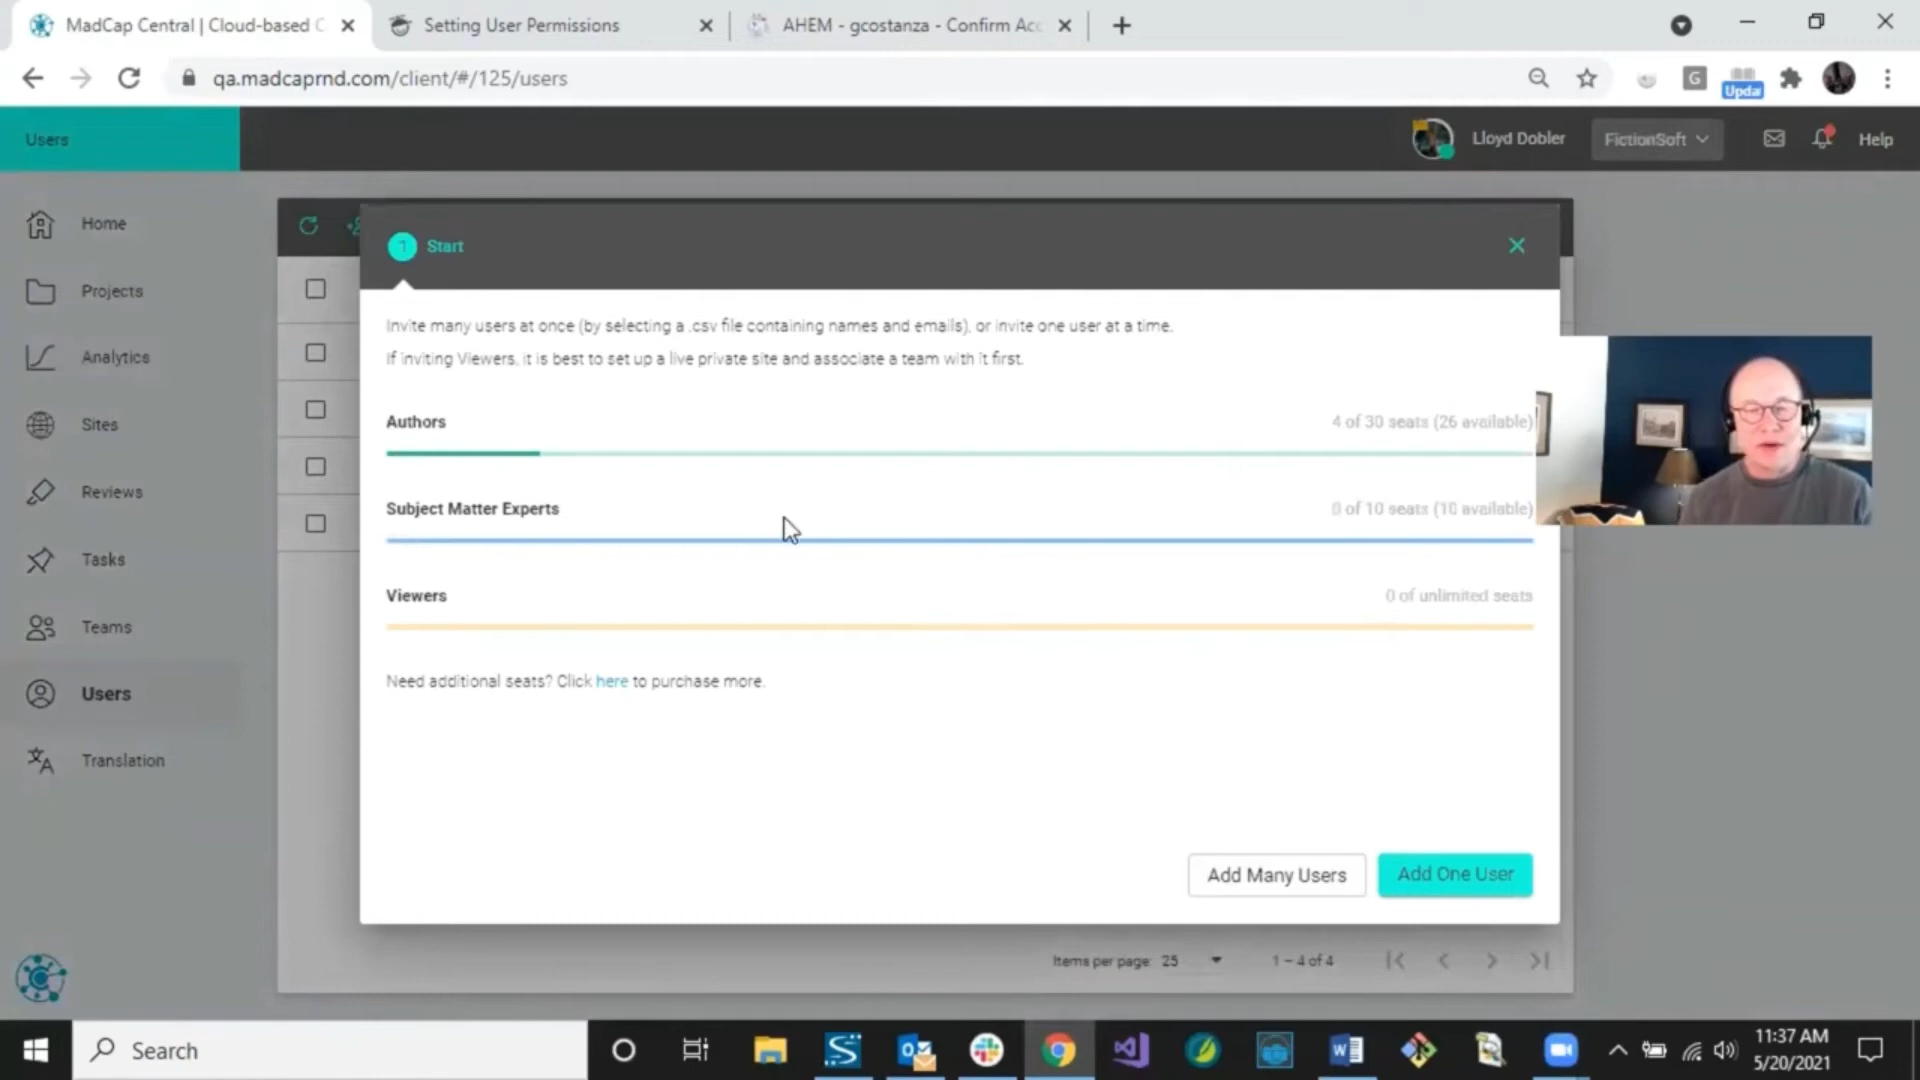 MadCap Central | Cloud-based C
Setting User Permissions
AHEM - gcostanza - Confirm Acc
qa.madcaprnd.com/client/#/125/users
G
Updat
Users
Lloyd Dobler
FictionSoft
Help
Home
Projects
Analytics
Sites
Reviews
Tasks
Teams
Users
Translation
1 Start
Invite many users at once (by selecting a .csv file containing names and emails), or invite one user at a time.
If inviting Viewers, it is best to set up a live private site and associate a team with it first.
Authors
4 of 30 seats (26 available)
Subject Matter Experts
0 of 10 seats (10 available)
Viewers
0 of unlimited seats
Need additional seats? Click here to purchase more.
Add Many Users
Add One User
Items per page: 25
1 – 4 of 4
Search
11:37 AM
5/20/2021